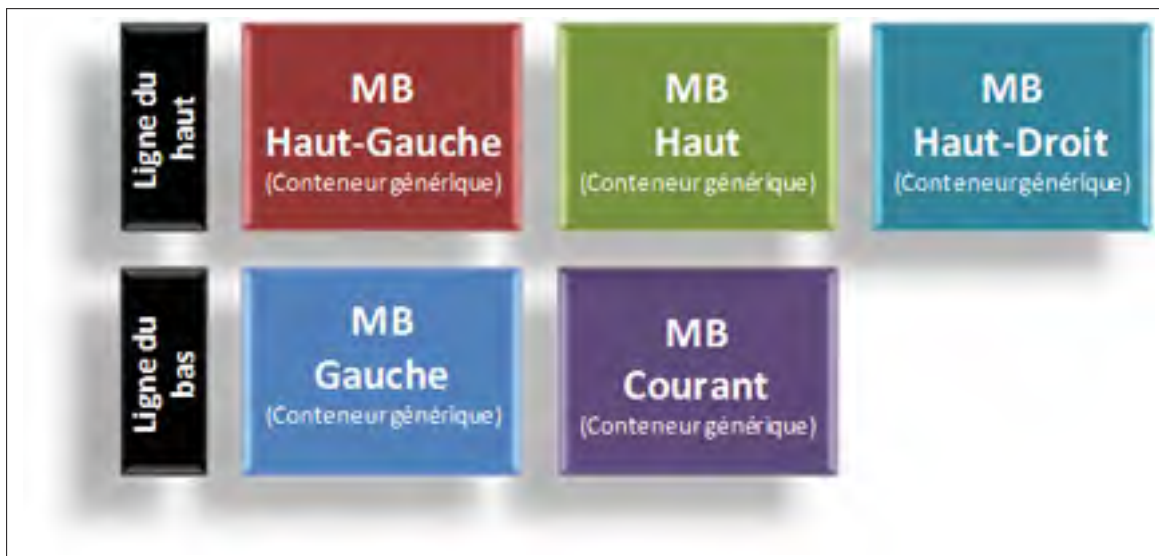 Ligne du
haut
MB
Haut-Gauche
(Conteneur générique)
MB
Haut
(Conteneur générique)
MB
Haut-Droit
(Conteneur générique)
Ligne du
bas
MB
Gauche
(Conteneur générique)
MB
Courant
(Conteneur générique)